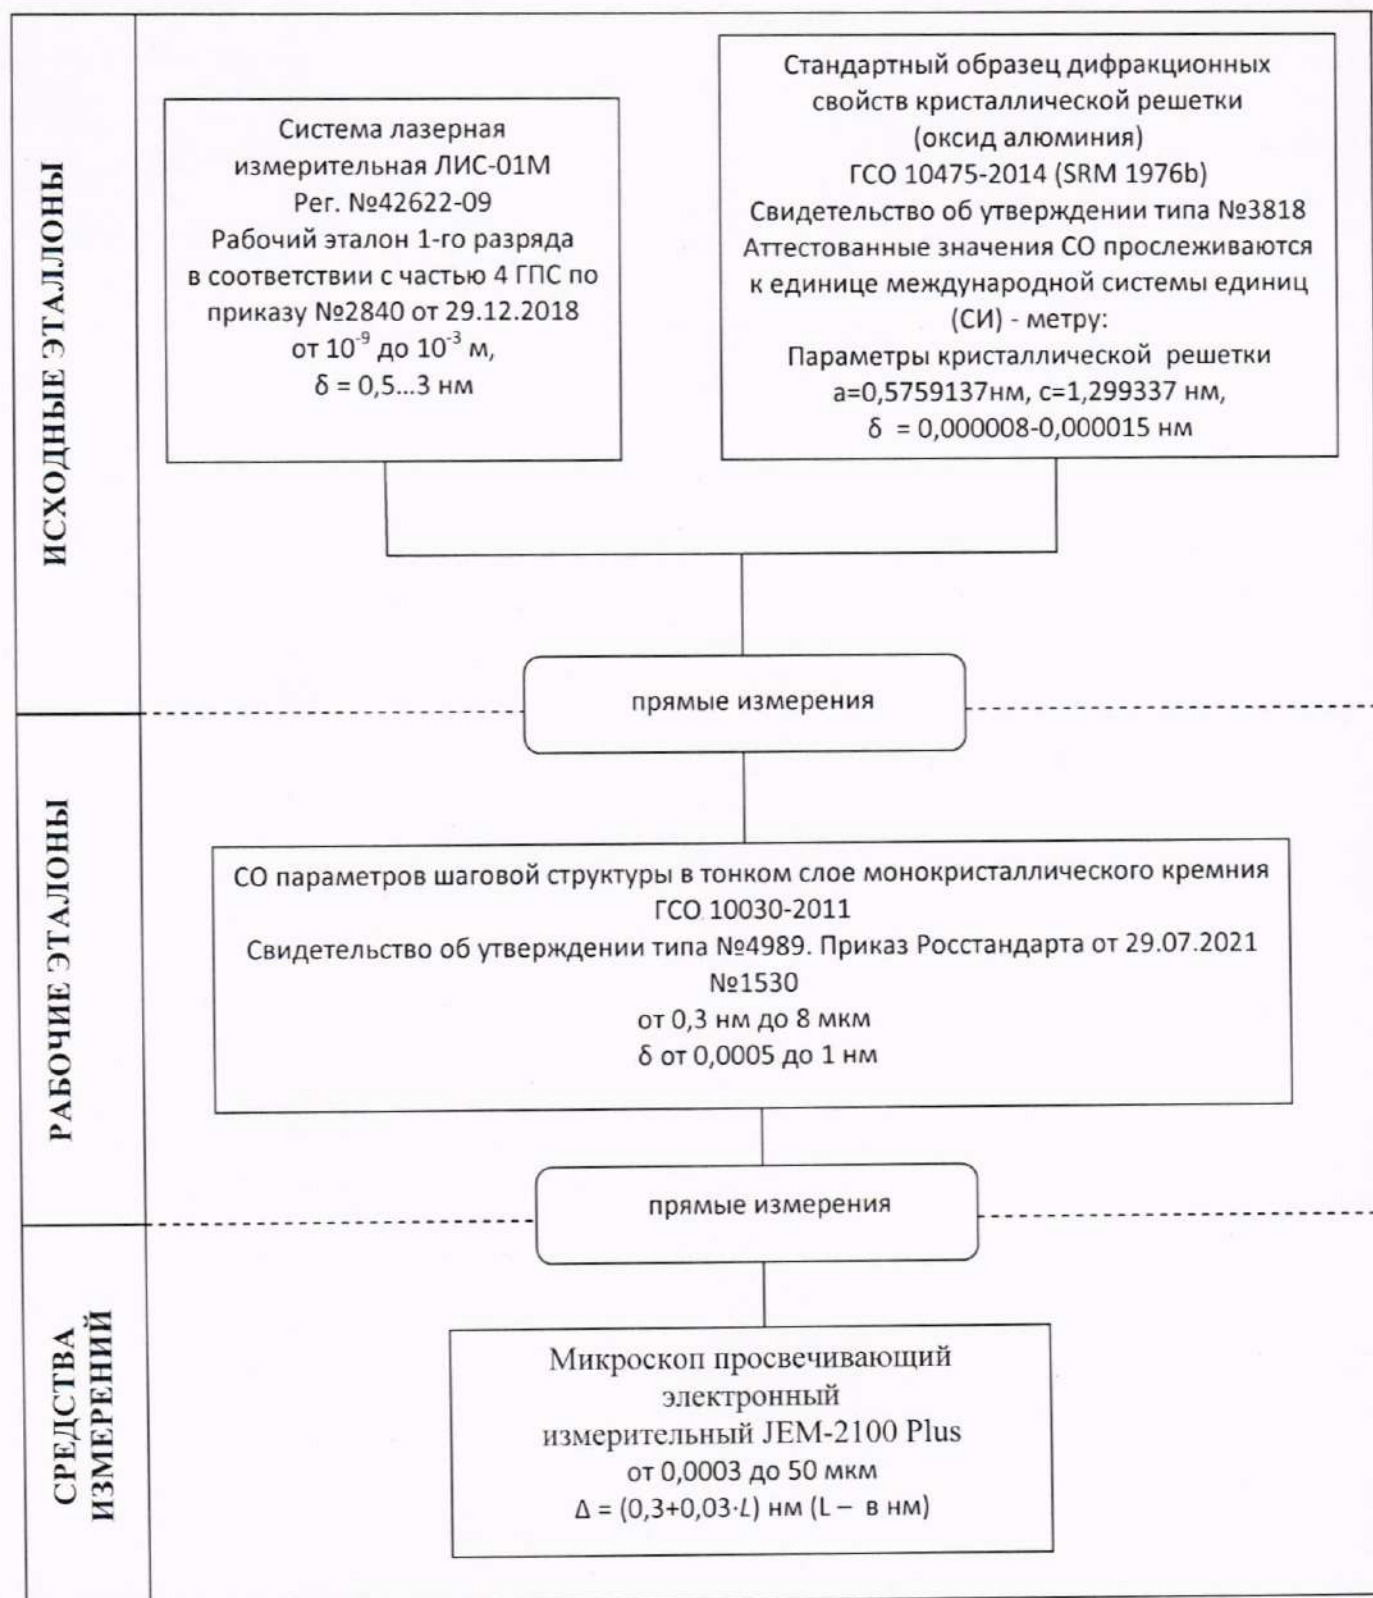 ИСХОДНЫЕ ЭТАЛЛОНЫ
Система лазерная
измерительная ЛИС-01М
Рег. №42622-09
Рабочий эталон 1-го разряда
в соответствии с частью 4 ГПС по
приказу №2840 от 29.12.2018
от 10⁻⁹ до 10⁻³ м,
δ = 0,5...3 нм
Стандартный образец дифракционных
свойств кристаллической решетки
(оксид алюминия)
ГСО 10475-2014 (SRM 1976b)
Свидетельство об утверждении типа №3818
Аттестованные значения СО прослеживаются
к единице международной системы единиц
(СИ) - метру:
Параметры кристаллической решетки
a=0,5759137нм, c=1,299337 нм,
δ = 0,000008-0,000015 нм
прямые измерения
РАБОЧИЕ ЭТАЛОНЫ
СО параметров шаговой структуры в тонком слое монокристаллического кремния
ГСО 10030-2011
Свидетельство об утверждении типа №4989. Приказ Росстандарта от 29.07.2021
№1530
от 0,3 нм до 8 мкм
δ от 0,0005 до 1 нм
прямые измерения
СРЕДСТВА
ИЗМЕРЕНИЙ
Микроскоп просвечивающий
электронный
измерительный JEM-2100 Plus
от 0,0003 до 50 мкм
Δ = (0,3+0,03·L) нм (L – в нм)